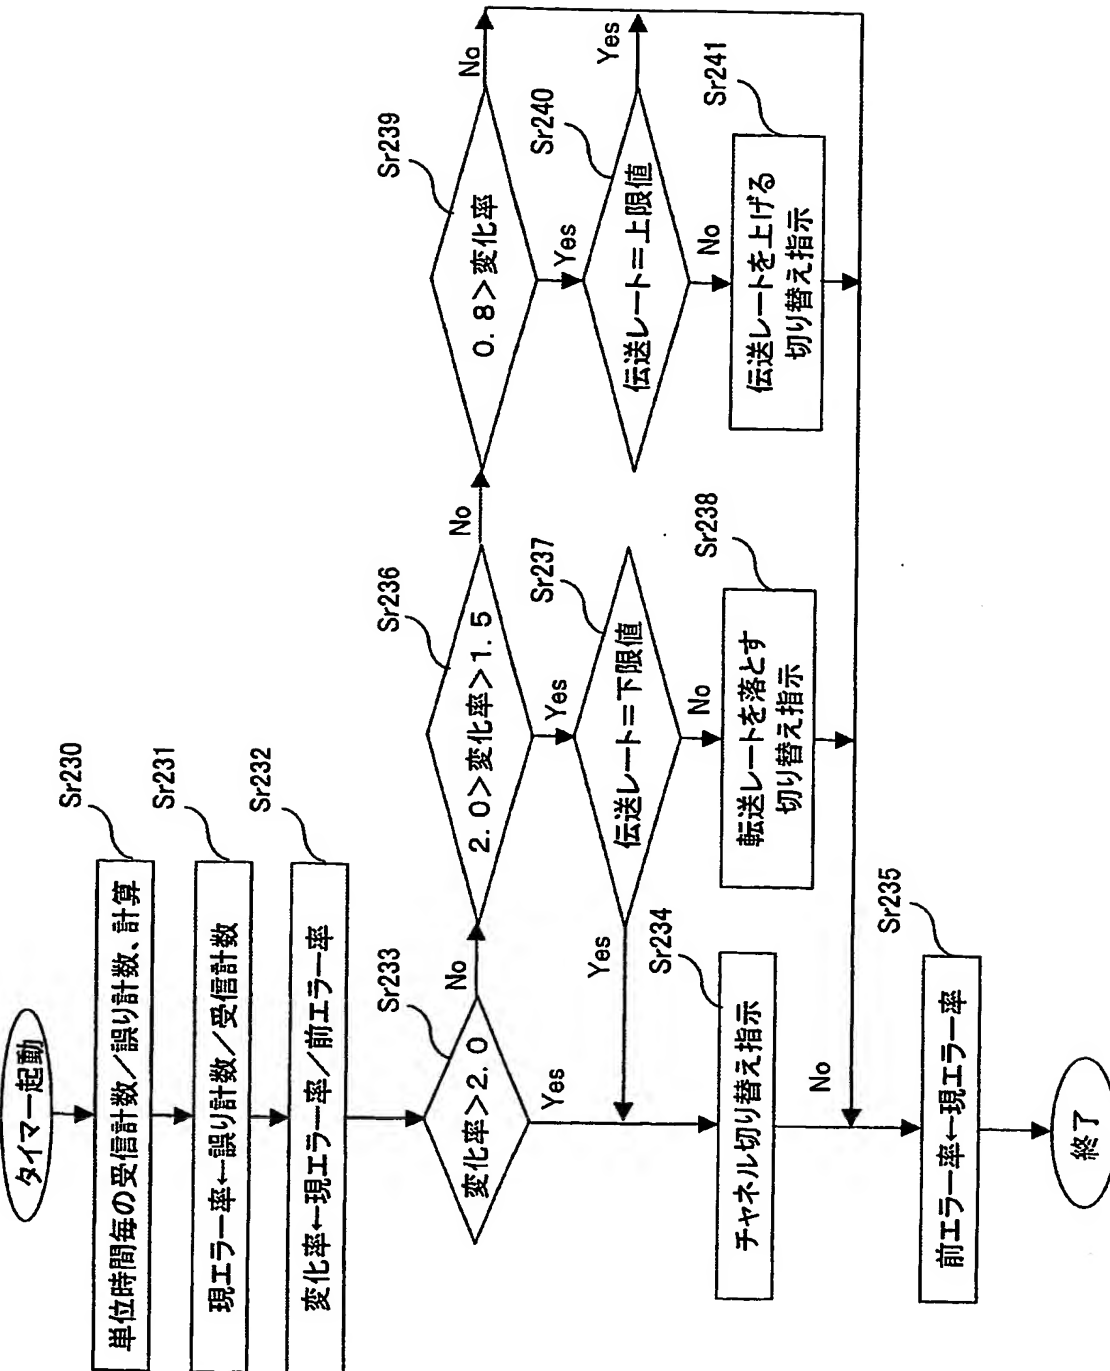 タイマー起動
Sr230
単位時間毎の受信計数/誤り計数、計算
Sr231
現エラー率←誤り計数/受信計数
Sr232
変化率←現エラー率/前エラー率
Sr233
変化率>2.0
No
Yes
Sr236
2.0>変化率>1.5
No
Yes
Sr239
0.8>変化率
No
Yes
Sr237
伝送レート=下限値
Yes
No
Sr240
伝送レート=上限値
Yes
No
Sr234
チャネル切り替え指示
Sr238
転送レートを落とす
切り替え指示
Sr241
伝送レートを上げる
切り替え指示
No
Sr235
前エラー率←現エラー率
終了